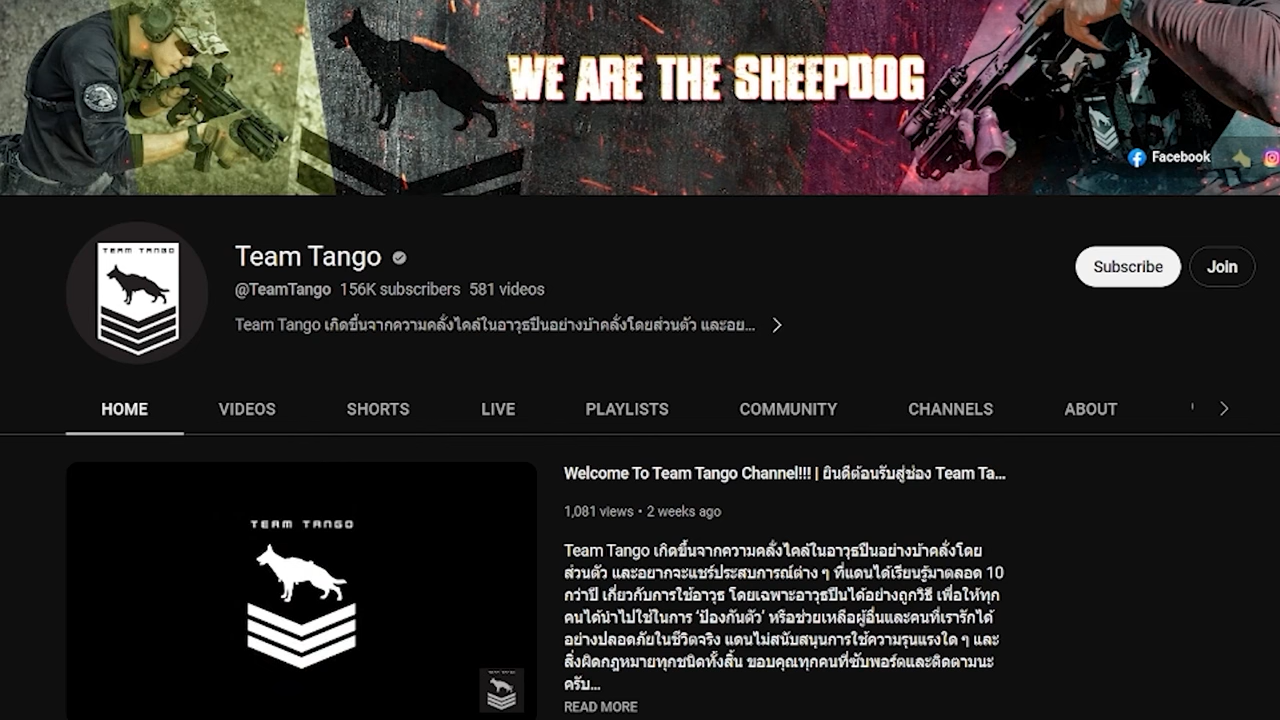 WE ARE THE SHEEPDOG
Facebook
TEAM TANGO
Team Tango
@TeamTango 156K subscribers 581 videos
Team Tango เกิดขึ้นจากความคลั่งไคล้ในอาวุธปืนอย่างบ้าคลั่งโดยส่วนตัว และอย...
Subscribe
Join
HOME VIDEOS SHORTS LIVE PLAYLISTS COMMUNITY CHANNELS ABOUT
TEAM TANGO
Welcome To Team Tango Channel!!! | ยินดีต้อนรับสู่ช่อง Team Ta...
1,081 views • 2 weeks ago
Team Tango เกิดขึ้นจากความคลั่งไคล้ในอาวุธปืนอย่างบ้าคลั่งโดย
ส่วนตัว และอยากจะแชร์ประสบการณ์ต่าง ๆ ที่แดนได้เรียนรู้มาตลอด 10
กว่าปี เกี่ยวกับการใช้อาวุธ โดยเฉพาะอาวุธปืนได้อย่างถูกวิธี เพื่อให้ทุก
คนได้นำไปใช้ในการ ‘ป้องกันตัว’ หรือช่วยเหลือผู้อื่นและคนที่เรารักได้
อย่างปลอดภัยในชีวิตจริง แดนไม่สนับสนุนการใช้ความรุนแรงใด ๆ และ
สิ่งผิดกฎหมายทุกชนิดทั้งสิ้น ขอบคุณทุกคนที่ซับพอร์ตและติดตามนะ
ครับ...
READ MORE